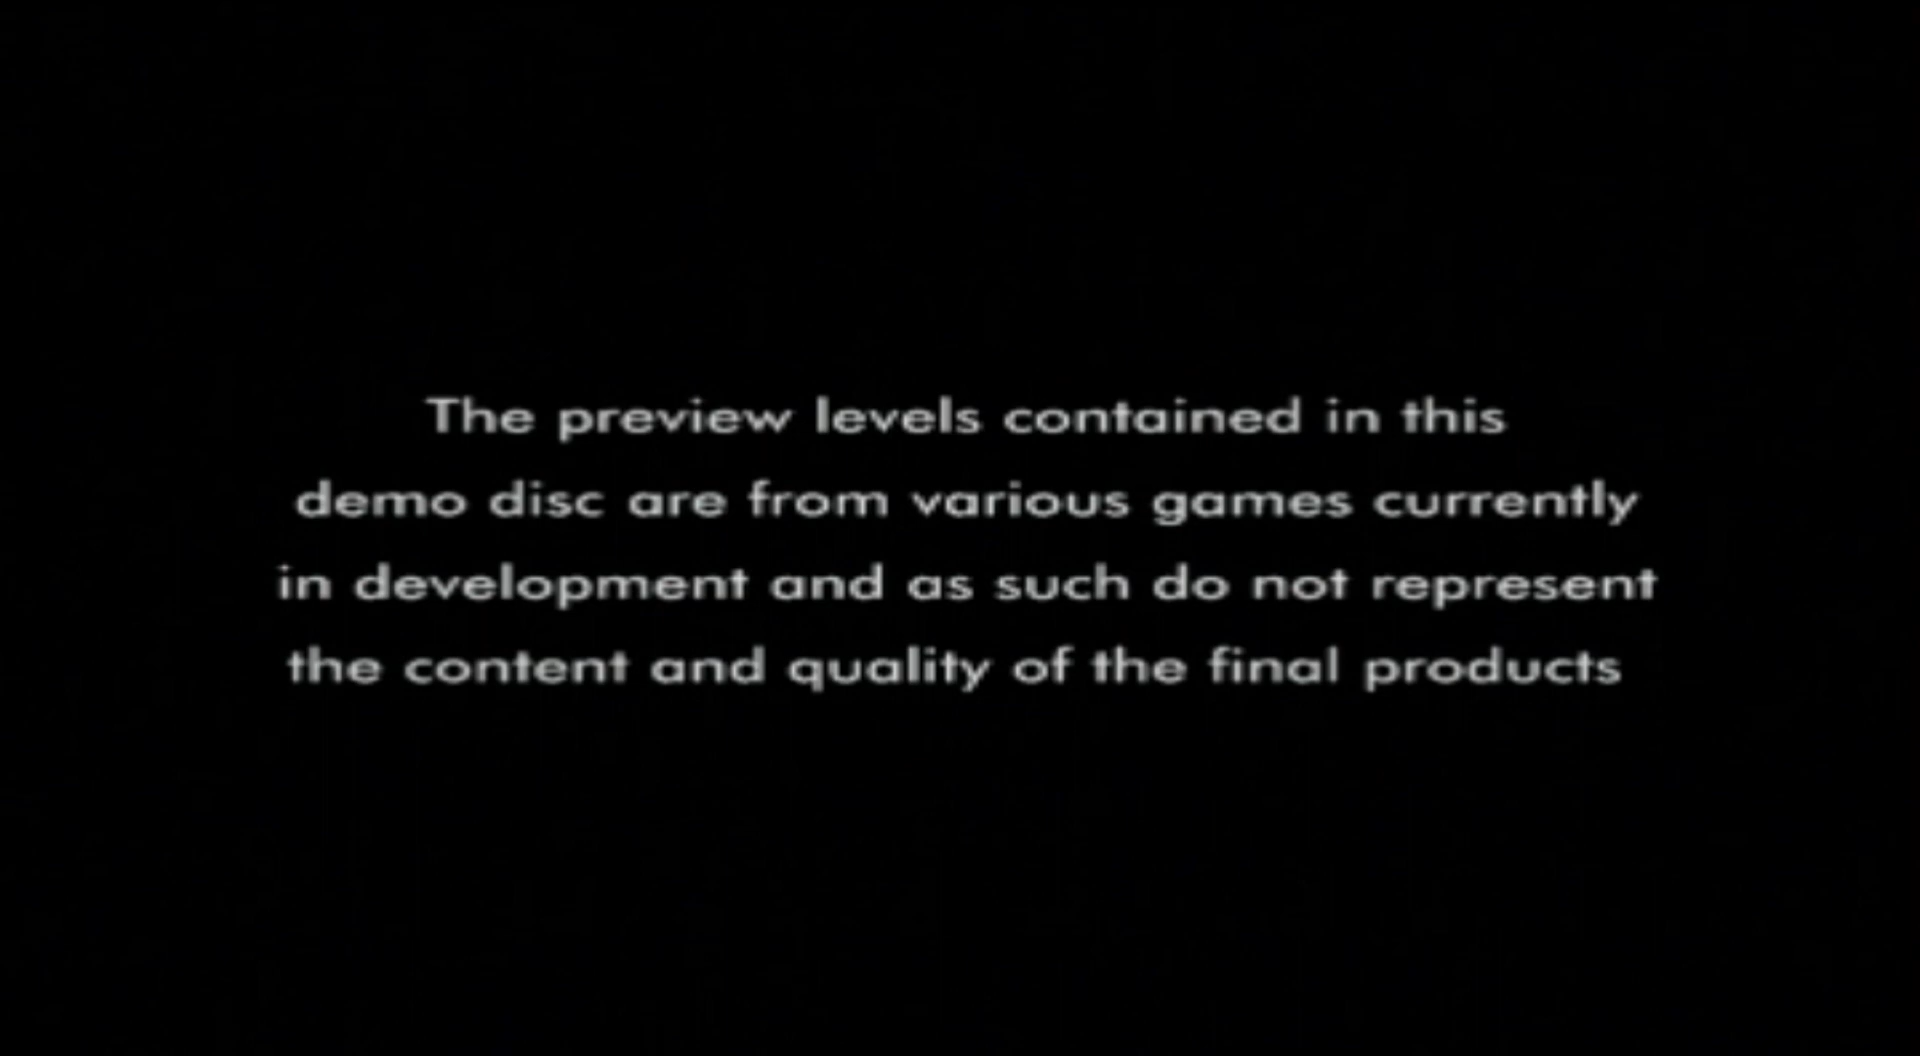 The preview levels contained in this
demo disc are from various games currently
in development and as such do not represent
the content and quality of the final products